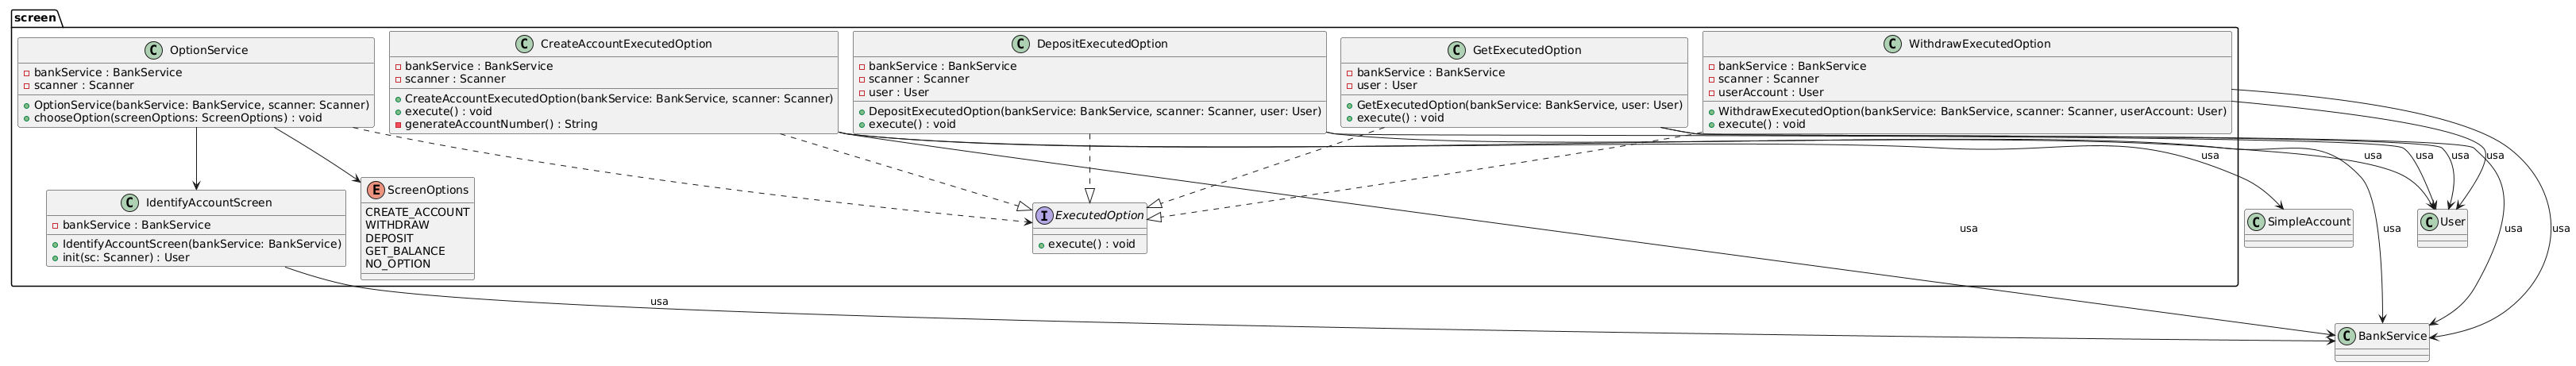 screen
OptionService
bankService : BankService
scanner : Scanner
OptionService(bankService: BankService, scanner: Scanner)
chooseOption(screenOptions: ScreenOptions) : void
CreateAccountExecutedOption
bankService : BankService
scanner : Scanner
CreateAccountExecutedOption(bankService: BankService, scanner: Scanner)
execute() : void
generateAccountNumber() : String
DepositExecutedOption
bankService : BankService
scanner : Scanner
user : User
DepositExecutedOption(bankService: BankService, scanner: Scanner, user: User)
execute() : void
GetExecutedOption
bankService : BankService
user : User
GetExecutedOption(bankService: BankService, user: User)
execute() : void
WithdrawExecutedOption
bankService : BankService
scanner : Scanner
userAccount : User
WithdrawExecutedOption(bankService: BankService, scanner: Scanner, userAccount: User)
execute() : void
usa
usa
usa
usa
usa
IdentifyAccountScreen
bankService : BankService
IdentifyAccountScreen(bankService: BankService)
init(sc: Scanner) : User
ScreenOptions
CREATE_ACCOUNT
WITHDRAW
DEPOSIT
GET_BALANCE
NO_OPTION
ExecutedOption
execute() : void
SimpleAccount
User
usa
usa
usa
usa
usa
BankService